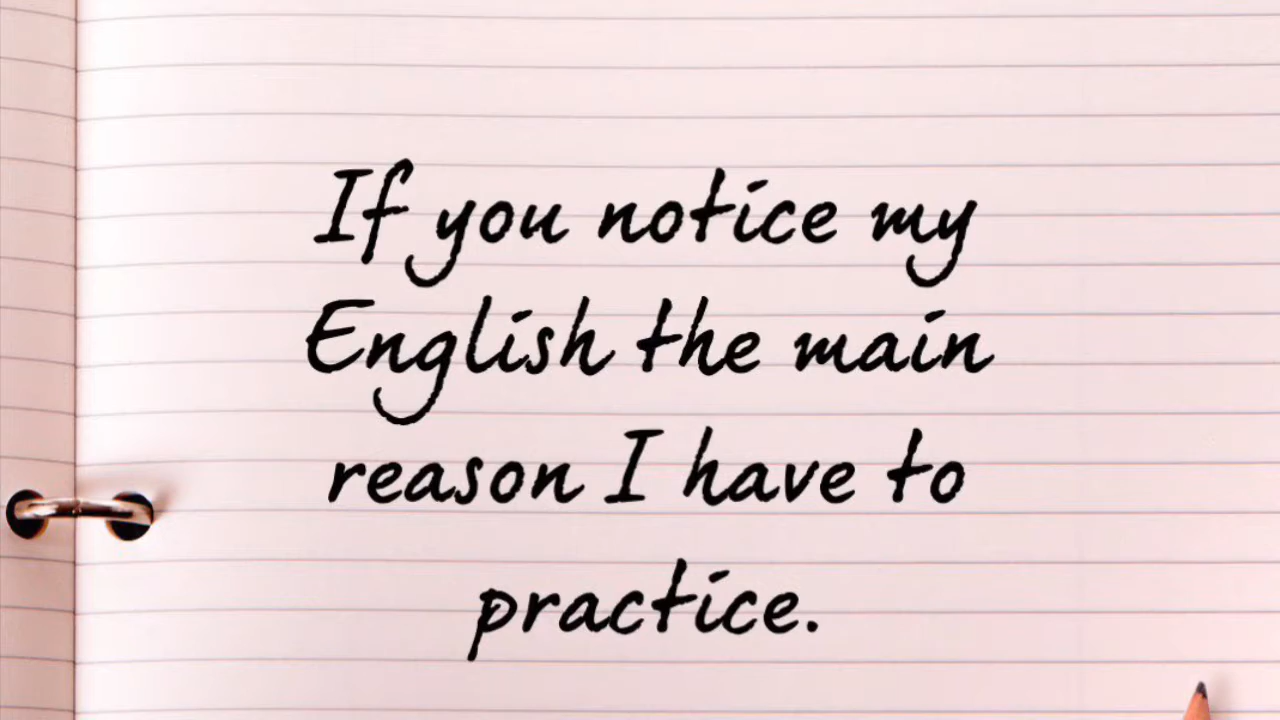 If you notice my
English the main
reason I have to
practice.